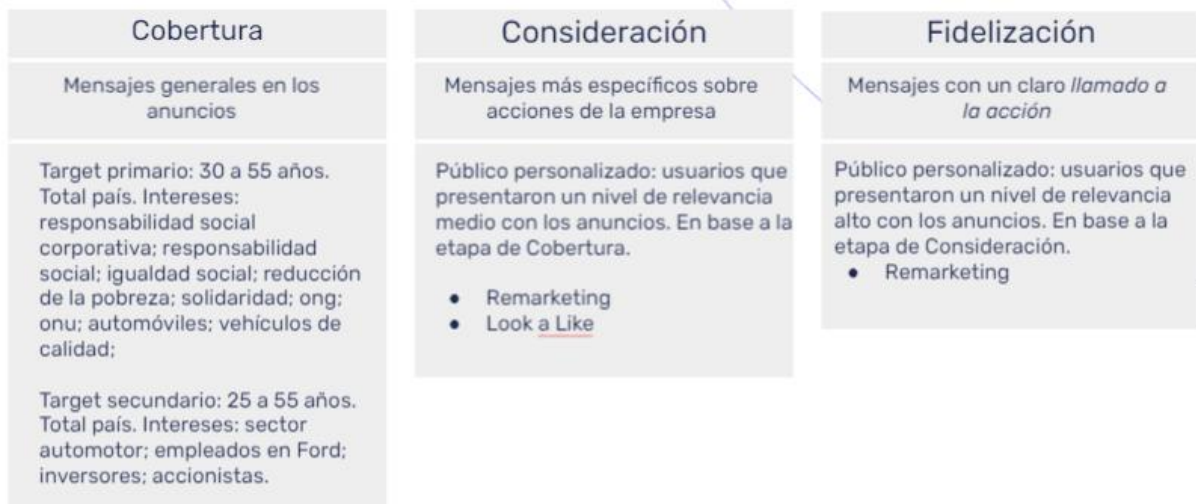 Cobertura
Mensajes generales en los
anuncios
Target primario: 30 a 55 años.
Total país. Intereses:
responsabilidad social
corporativa; responsabilidad
social; igualdad social; reducción
de la pobreza; solidaridad; ong;
onu; automóviles; vehículos de
calidad;
Target secundario: 25 a 55 años.
Total país. Intereses: sector
automotor; empleados en Ford;
inversores; accionistas.
Consideración
Mensajes más específicos sobre
acciones de la empresa
Público personalizado: usuarios que
presentaron un nivel de relevancia
medio con los anuncios. En base a la
etapa de Cobertura.
● Remarketing
● Look a Like
Fidelización
Mensajes con un claro llamado a
la acción
Público personalizado: usuarios que
presentaron un nivel de relevancia
alto con los anuncios. En base a la
etapa de Consideración.
● Remarketing